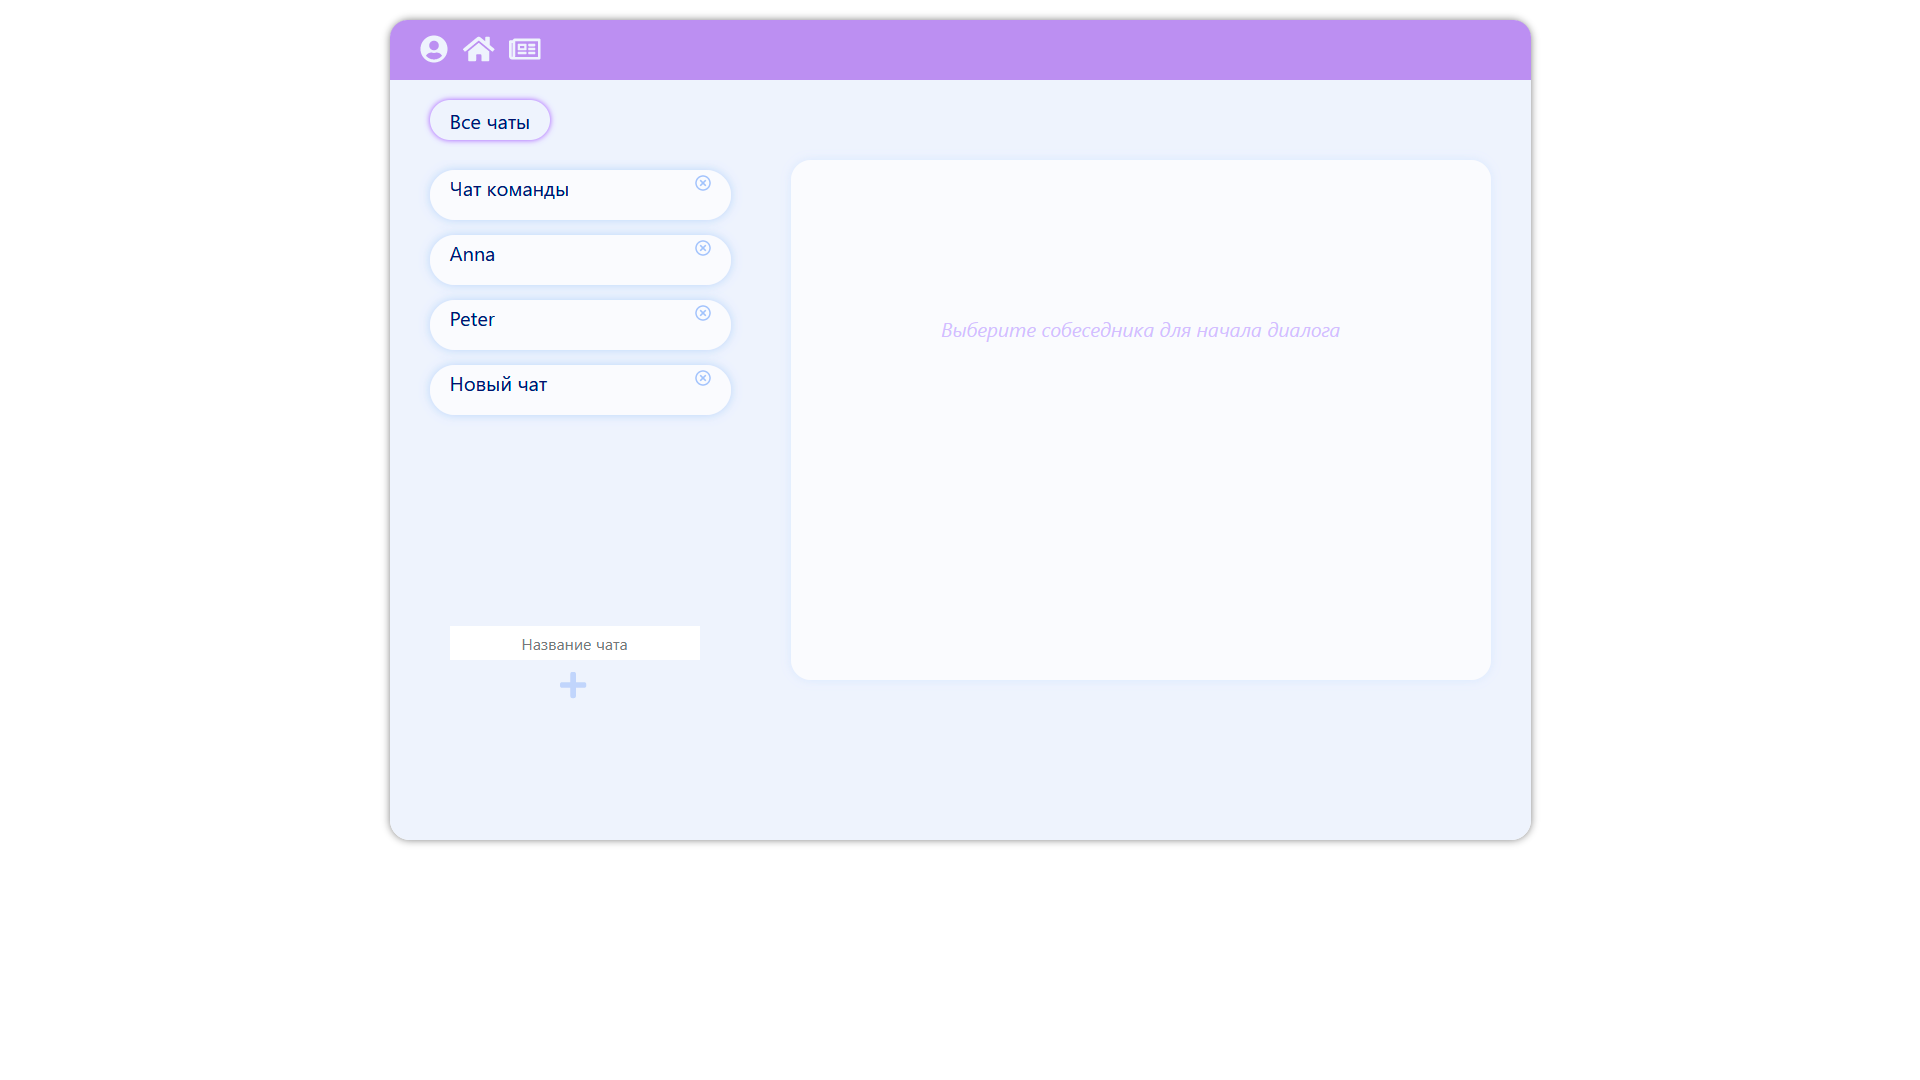 Все чаты
Чат команды
Anna
Peter
Новый чат
Выберите собеседника для начала диалога
Название чата